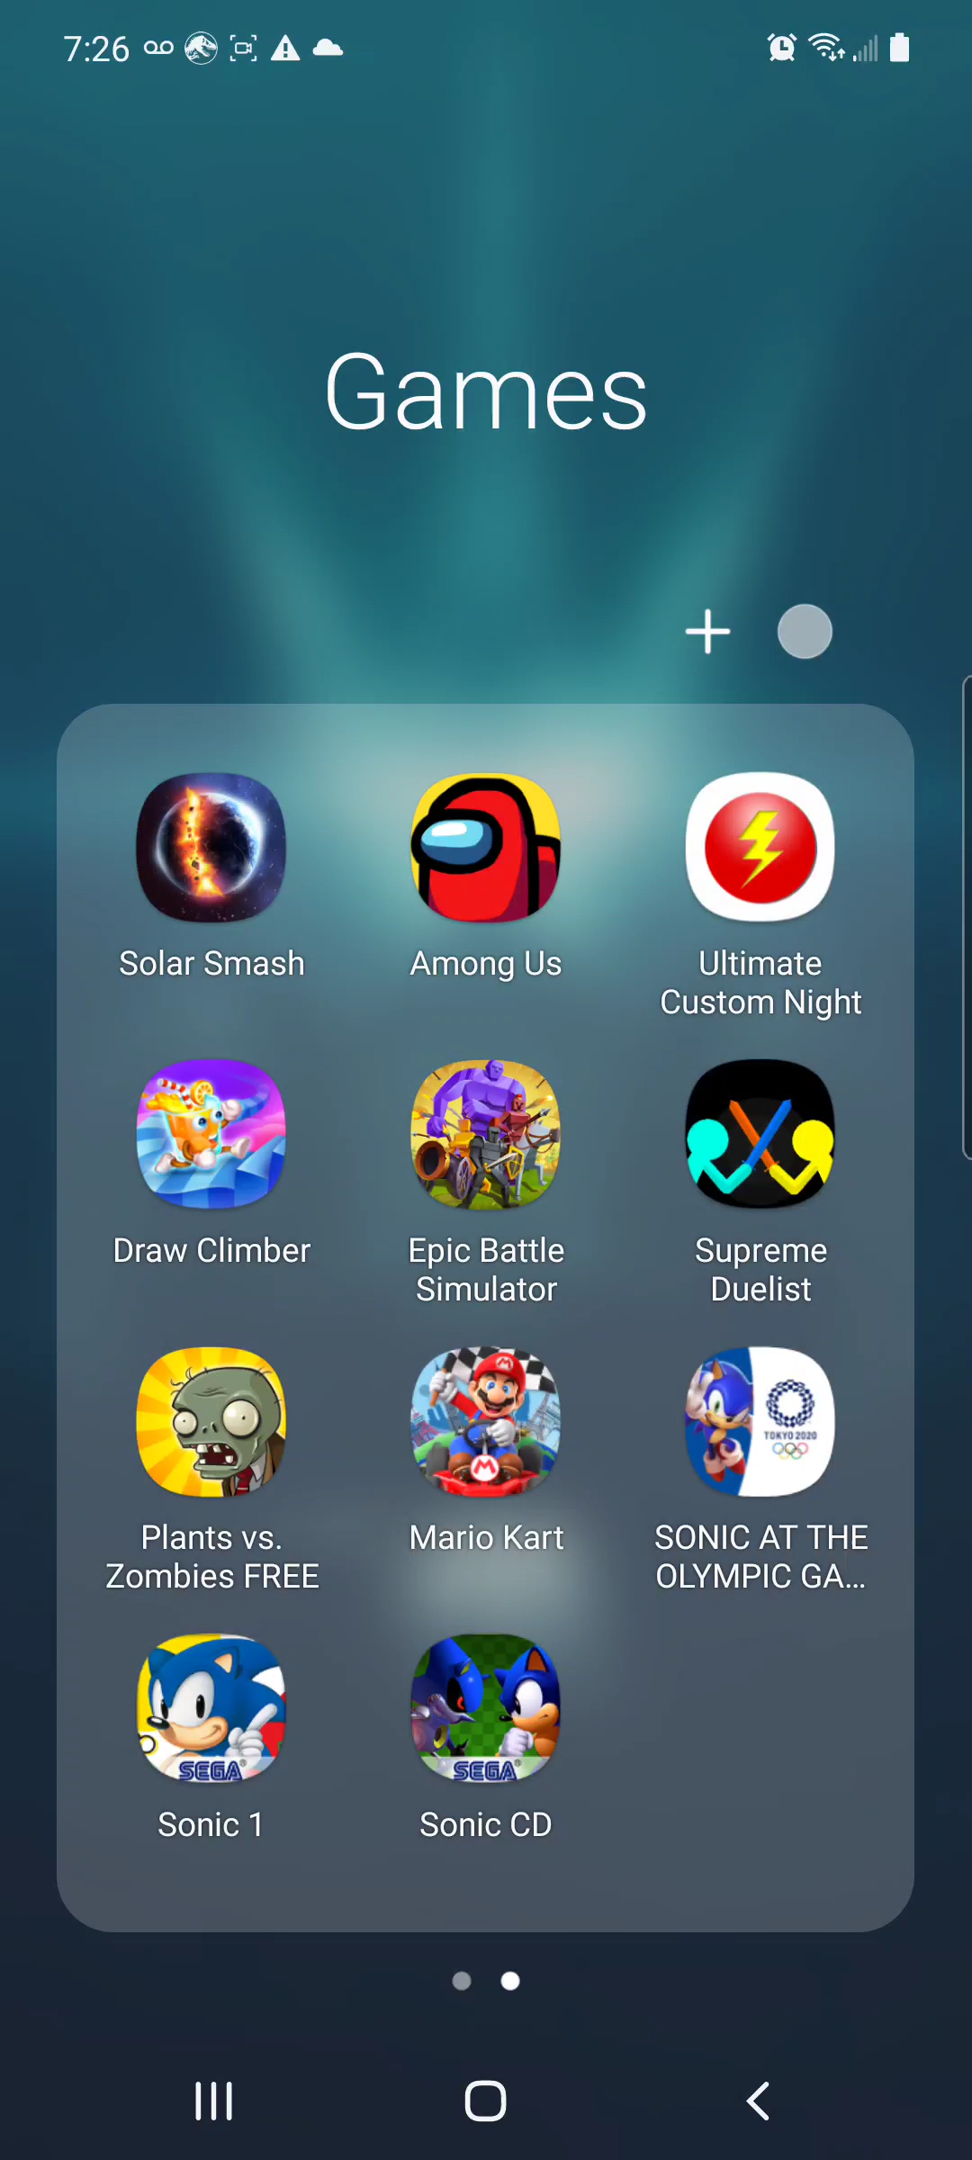 7:26
Games
Solar Smash
Among Us
Ultimate
Custom Night
Draw Climber
Epic Battle
Simulator
Supreme
Duelist
TOKYO 2020
Plants vs.
Zombies FREE
Mario Kart
SONIC AT THE
OLYMPIC GA...
SEGA®
SEGA®
Sonic 1
Sonic CD